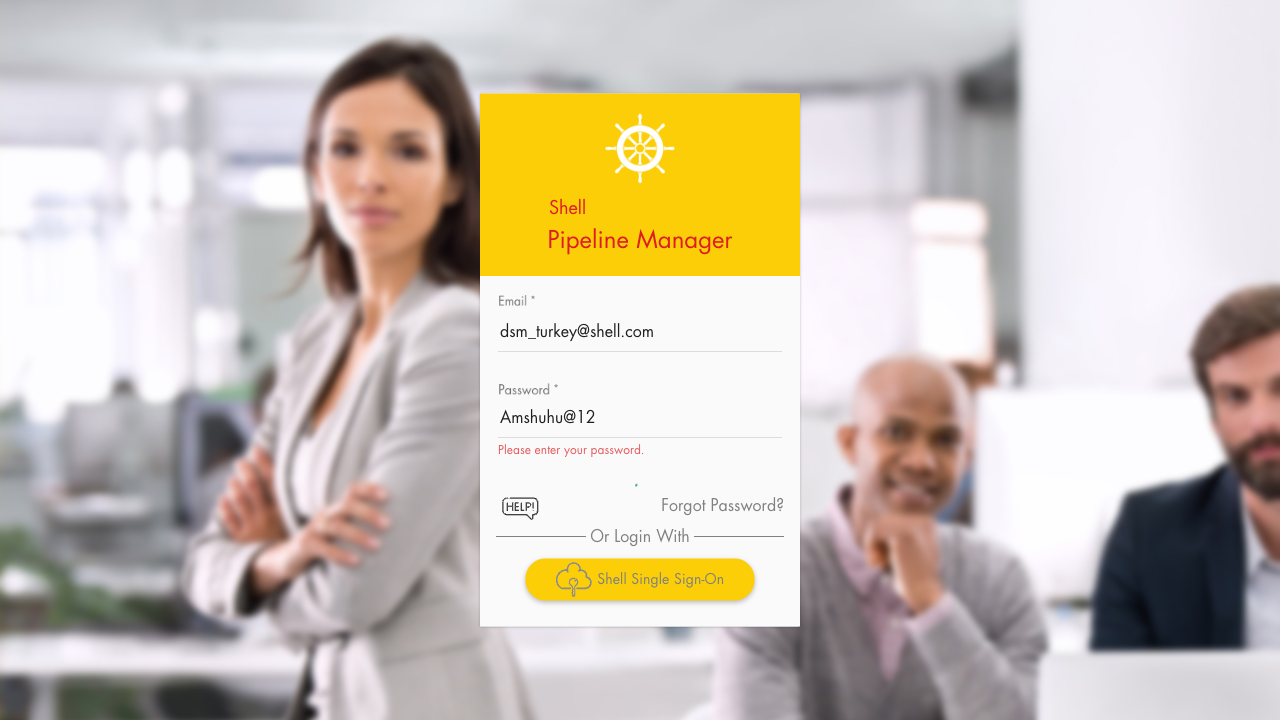 Shell
Pipeline Manager
Email *
dsm_turkey@shell.com
Password *
Amshuhu@12
Please enter your password.
HELP!
Forgot Password?
Or Login With
Shell Single Sign-On